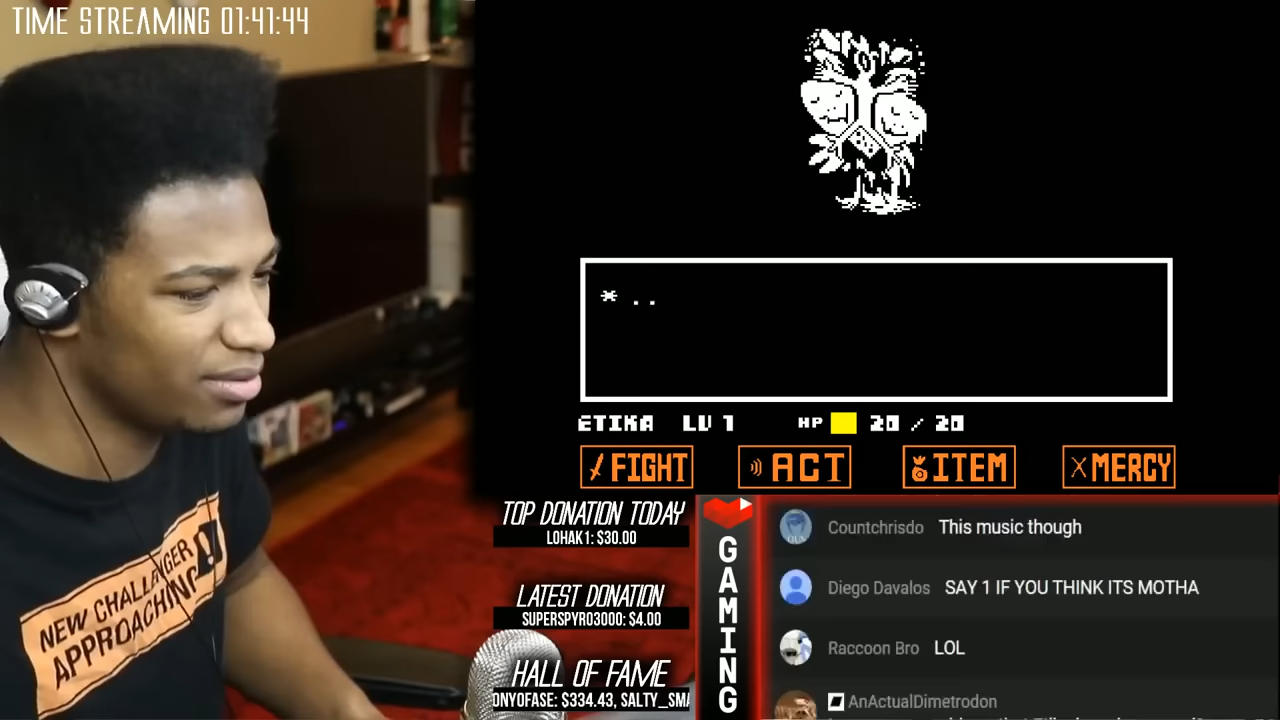 TIME STREAMING 01:41:44
* ..
ETIKA LV 1 HP 20 / 20
FIGHT ACT ITEM MERCY
NEW CHALLENGER
APPROACHING!
TOP DONATION TODAY
LOHAK1: $30.00
LATEST DONATION
SUPERSPYRO3000: $4.00
HALL OF FAME
ONYOFASE: $334.43, SALTY_SMA
GAMING
Countchrisdo This music though
Diego Davalos SAY 1 IF YOU THINK ITS MOTHA
Raccoon Bro LOL
AnActualDimetrodon